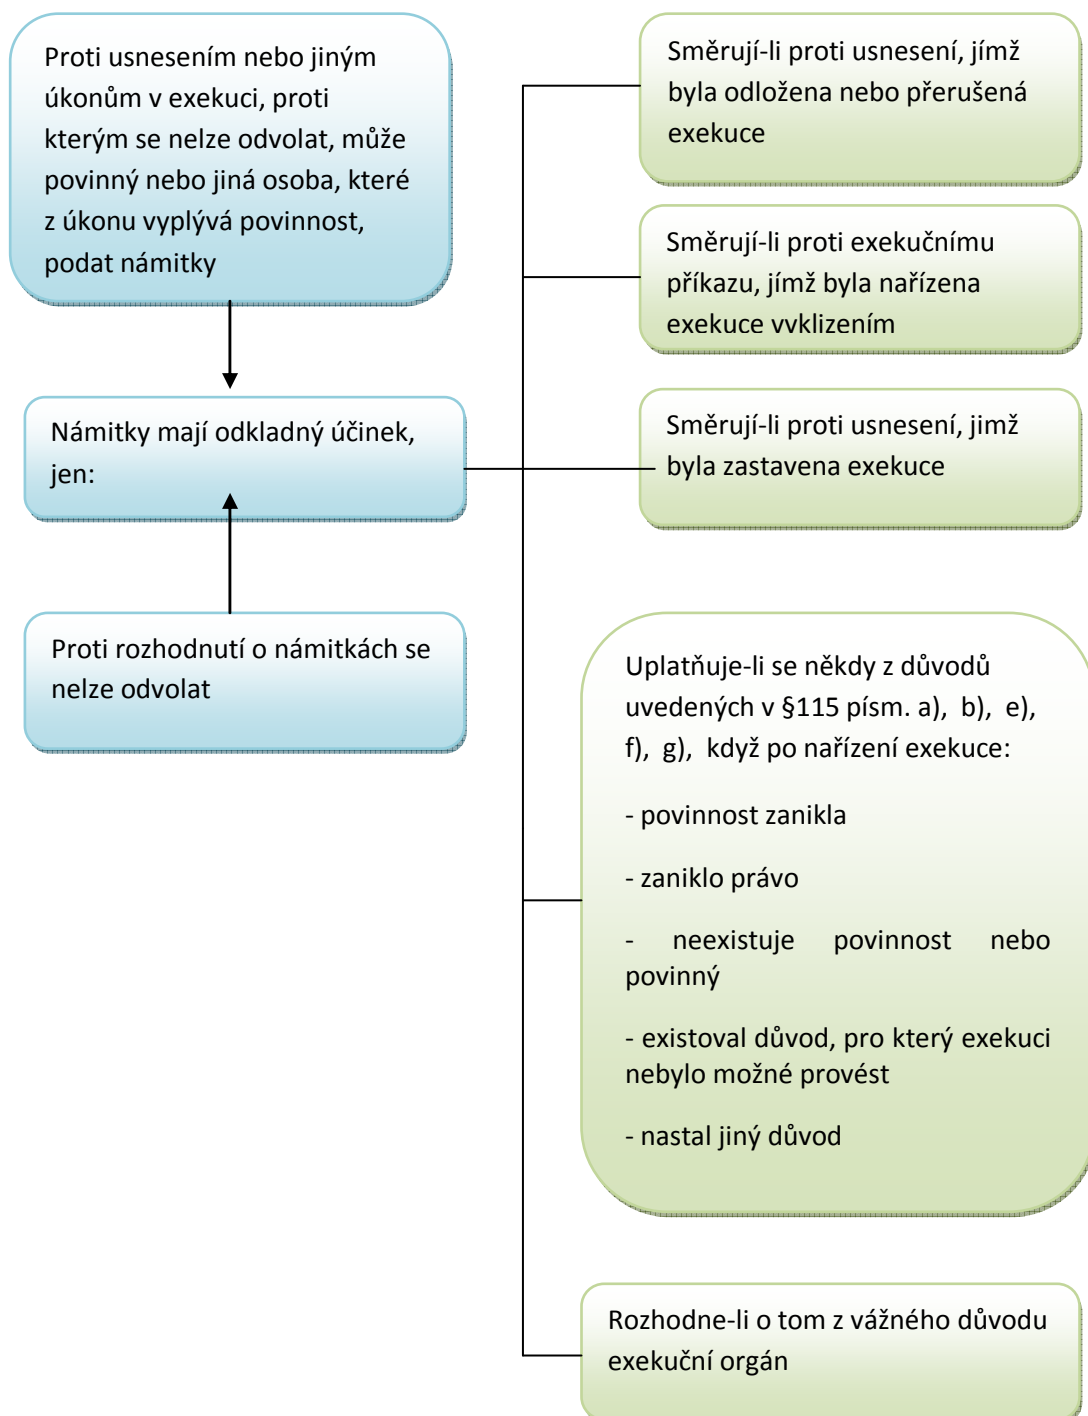 Proti usnesením nebo jiným
úkonům v exekuci, proti
kterým se nelze odvolat, může
povinný nebo jiná osoba, které
z úkonu vyplývá povinnost,
podat námitky
Námitky mají odkladný účinek,
jen:
Proti rozhodnutí o námitkách se
nelze odvolat
Směrují-li proti usnesení, jímž
byla odložena nebo přerušená
exekuce
Směrují-li proti exekučnímu
příkazu, jímž byla nařízena
exekuce vyklizením
Směrují-li proti usnesení, jimž
byla zastavena exekuce
Uplatňuje-li se někdy z důvodů
uvedených v §115 písm. a), b), e),
f), g), když po nařízení exekuce:
- povinnost zanikla
- zaniklo právo
- neexistuje povinnost nebo
povinný
- existoval důvod, pro který exekuci
nebylo možné provést
- nastal jiný důvod
Rozhodne-li o tom z vážného důvodu
exekuční orgán